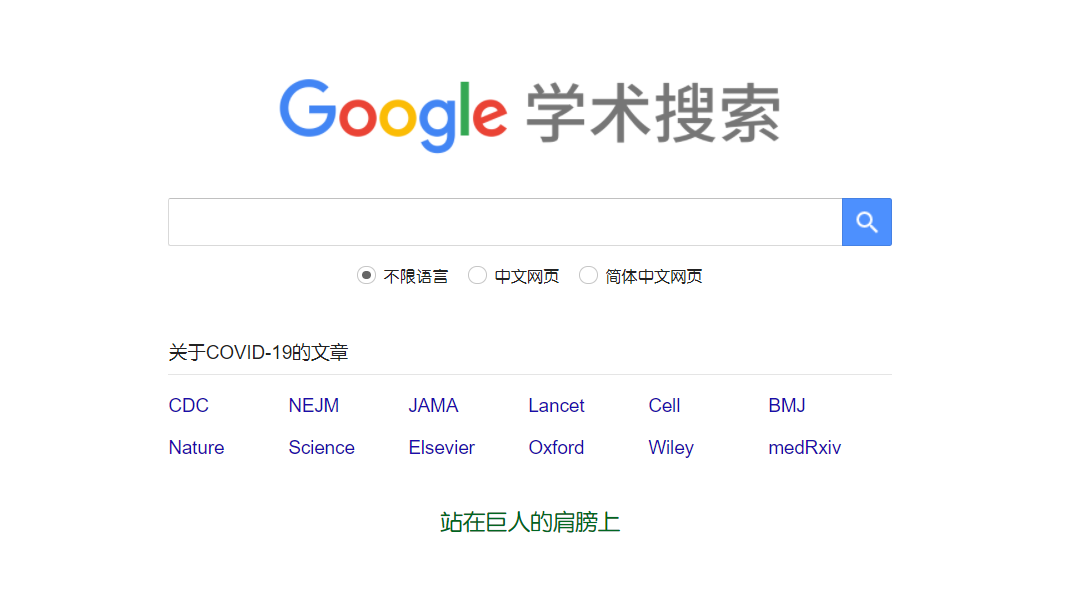 Google 学术搜索
不限语言 中文网页 简体中文网页
关于COVID-19的文章
CDC NEJM JAMA Lancet Cell BMJ
Nature Science Elsevier Oxford Wiley medRxiv
站在巨人的肩膀上